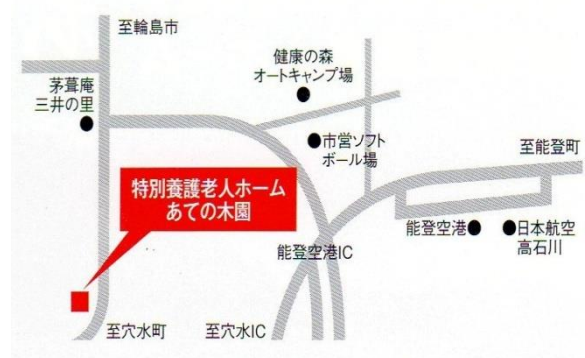 至輪島市
健康の森
オートキャンプ場
茅葺庵
三井の里
市営ソフト
ボール場
至能登町
特別養護老人ホーム
あての木園
能登空港
日本航空
高石川
能登空港IC
至穴水町
至穴水IC